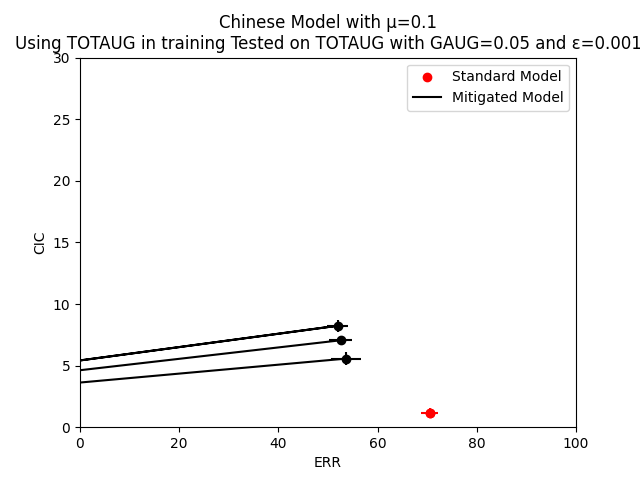 Chinese Model with μ=0.1
Using TOTAUG in training Tested on TOTAUG with GAUG=0.05 and ε=0.001
30
25
20
15
10
5
0
CIC
Standard Model
Mitigated Model
0 20 40 60 80 100
ERR